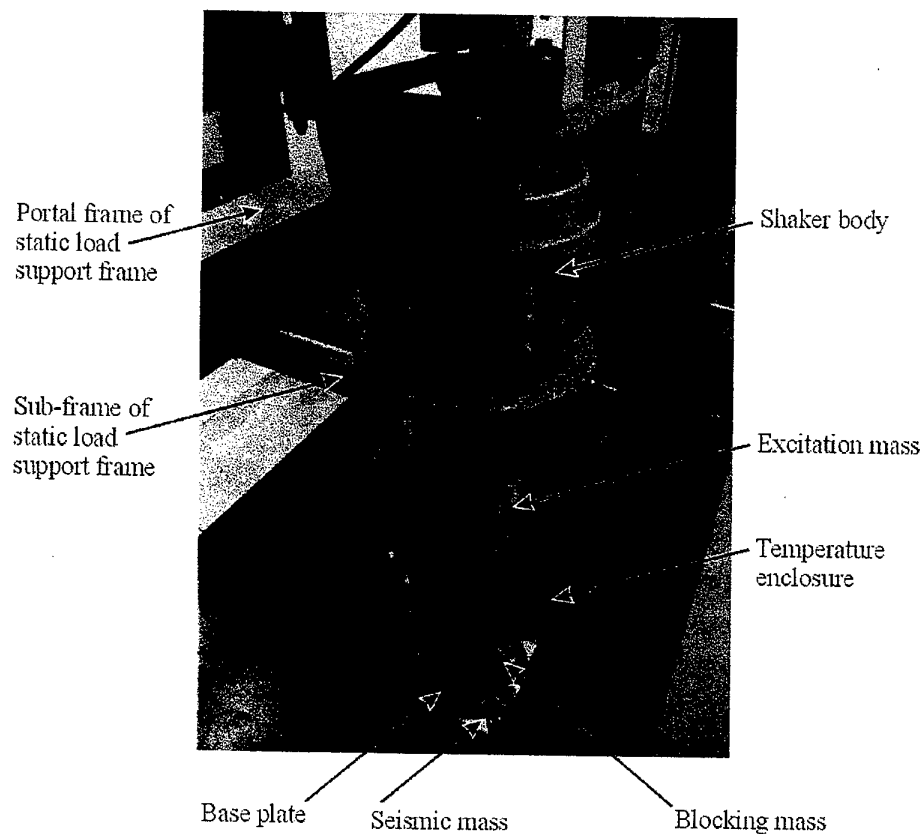 Portal frame of
static load
support frame
Shaker body
Sub-frame of
static load
support frame
Excitation mass
Temperature
enclosure
Base plate
Seismic mass
Blocking mass